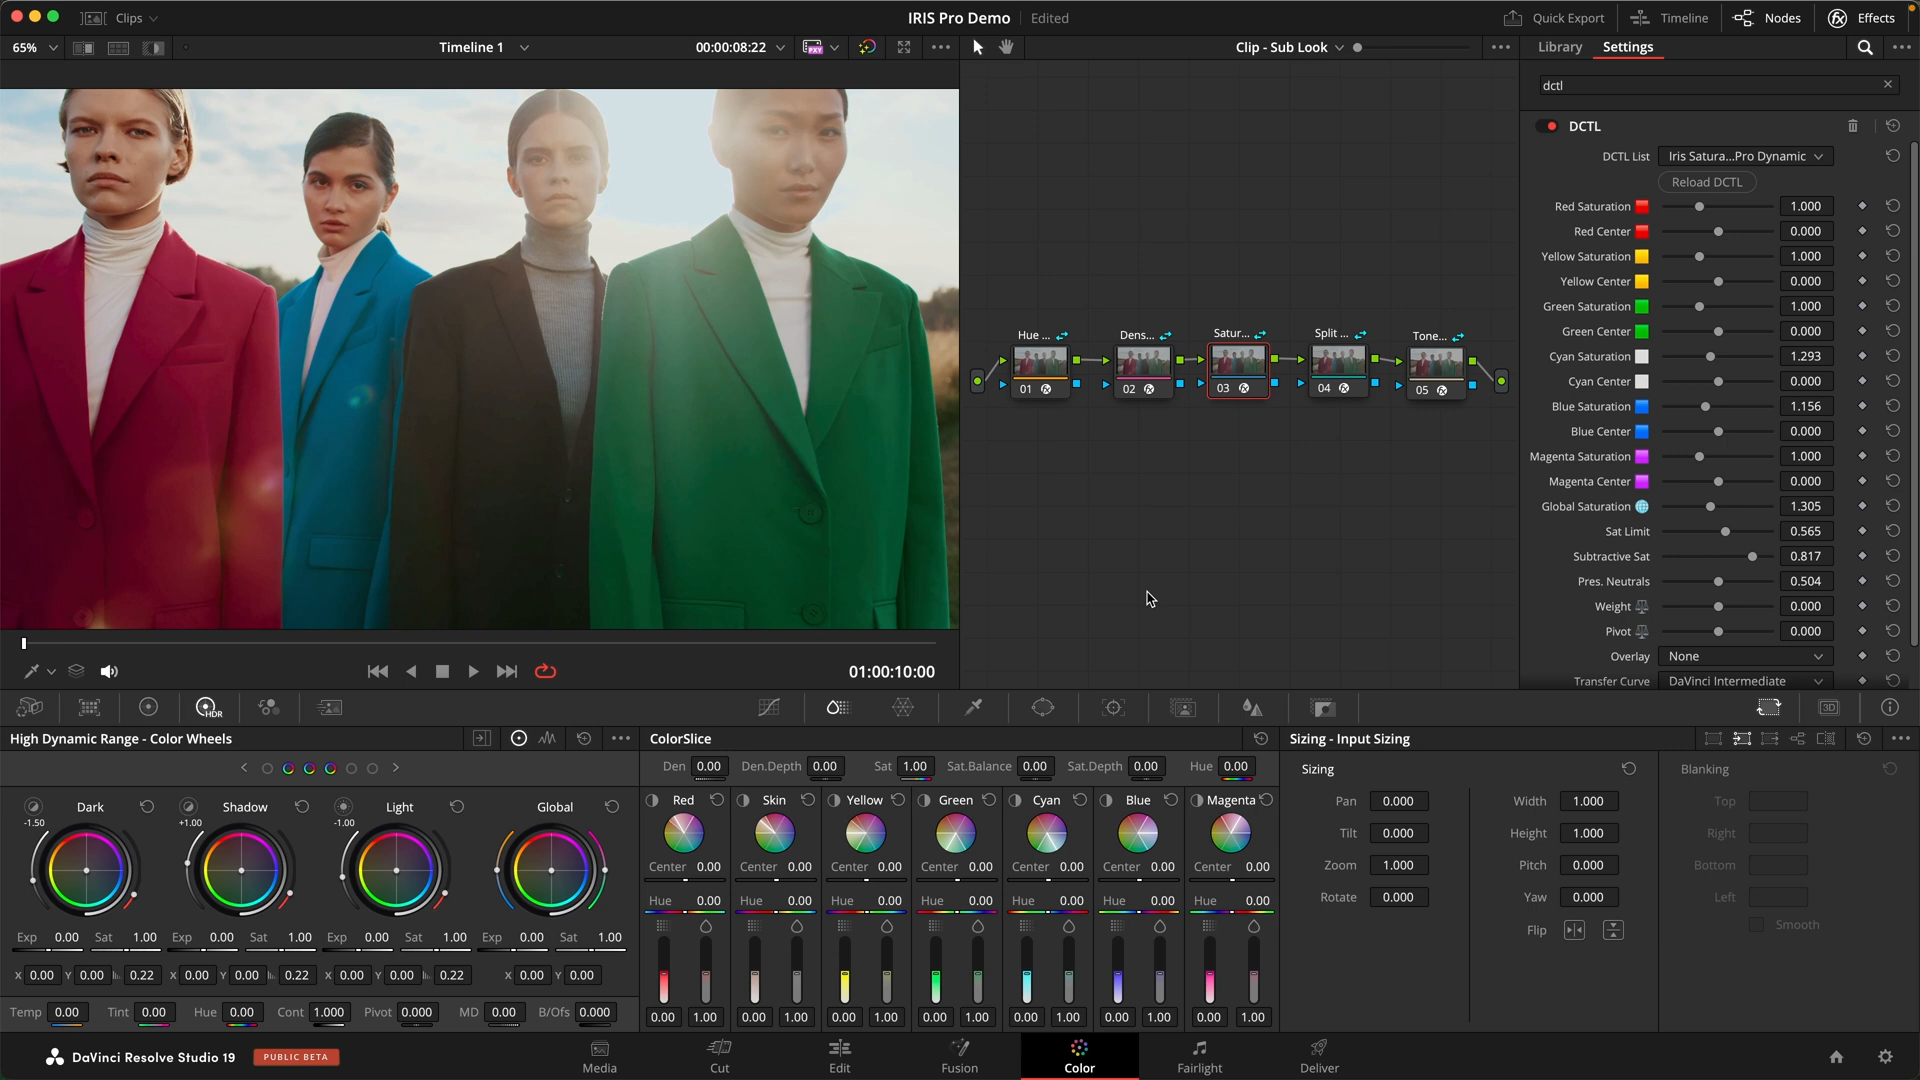 Clips
IRIS Pro Demo
Edited
Quick Export
Timeline
Nodes
Effects
65%
Timeline 1
00:00:08:22
Clip - Sub Look
Library
Settings
dctl
DCTL
DCTL List
Iris Satura...Pro Dynamic
Reload DCTL
Red Saturation 1.000
Red Center 0.000
Yellow Saturation 1.000
Yellow Center 0.000
Green Saturation 1.000
Green Center 0.000
Cyan Saturation 1.293
Cyan Center 0.000
Blue Saturation 1.156
Blue Center 0.000
Magenta Saturation 1.000
Magenta Center 0.000
Global Saturation 1.305
Sat Limit 0.565
Subtractive Sat 0.817
Pres. Neutrals 0.504
Weight 0.000
Pivot 0.000
Overlay None
Transfer Curve DaVinci Intermediate
Hue ... Dens... Satur... Split ... Tone...
01 02 03 04 05
01:00:10:00
HDR
3D
High Dynamic Range - Color Wheels
Dark Shadow Light Global
-1.50 +1.00 -1.00
Exp 0.00 Sat 1.00 Exp 0.00 Sat 1.00 Exp 0.00 Sat 1.00 Exp 0.00 Sat 1.00
X 0.00 Y 0.00 0.22 X 0.00 Y 0.00 0.22 X 0.00 Y 0.00 0.22 X 0.00 Y 0.00
Temp 0.00 Tint 0.00 Hue 0.00 Cont 1.000 Pivot 0.000 MD 0.00 B/Ofs 0.000
ColorSlice
Den 0.00 Den.Depth 0.00 Sat 1.00 Sat.Balance 0.00 Sat.Depth 0.00 Hue 0.00
Red Skin Yellow Green Cyan Blue Magenta
Center 0.00 Center 0.00 Center 0.00 Center 0.00 Center 0.00 Center 0.00 Center 0.00
Hue 0.00 Hue 0.00 Hue 0.00 Hue 0.00 Hue 0.00 Hue 0.00 Hue 0.00
0.00 1.00 0.00 1.00 0.00 1.00 0.00 1.00 0.00 1.00 0.00 1.00 0.00 1.00
Sizing - Input Sizing
Sizing
Pan 0.000 Width 1.000
Tilt 0.000 Height 1.000
Zoom 1.000 Pitch 0.000
Rotate 0.000 Yaw 0.000
Flip
Blanking
Top
Right
Bottom
Left
Smooth
DaVinci Resolve Studio 19
PUBLIC BETA
PXY
Media
Cut
Edit
Fusion
Color
Fairlight
Deliver